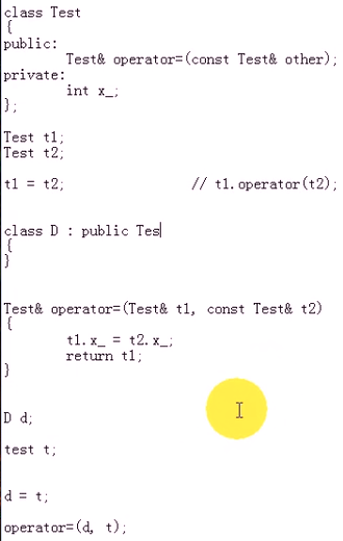 class Test
{
public:
Test& operator=(const Test& other);
private:
int x_;
};
Test t1;
Test t2;
t1 = t2; // t1.operator(t2);
class D : public Tes
{
}
Test& operator=(Test& t1, const Test& t2)
{
t1.x_ = t2.x_;
return t1;
}
D d;
test t;
d = t;
operator=(d, t);